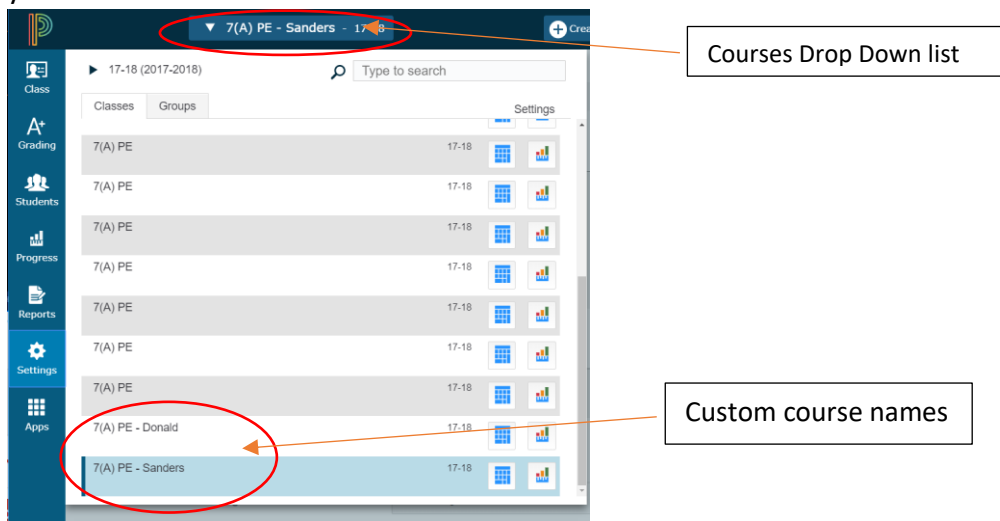 7(A) PE - Sanders - 17-18
Crea
Courses Drop Down list
Class
17-18 (2017-2018)
Type to search
Classes Groups Settings
Grading
7(A) PE 17-18
7(A) PE 17-18
Students
7(A) PE 17-18
Progress
7(A) PE 17-18
Reports
7(A) PE 17-18
7(A) PE 17-18
Settings
7(A) PE 17-18
Apps
7(A) PE - Donald 17-18
Custom course names
7(A) PE - Sanders 17-18